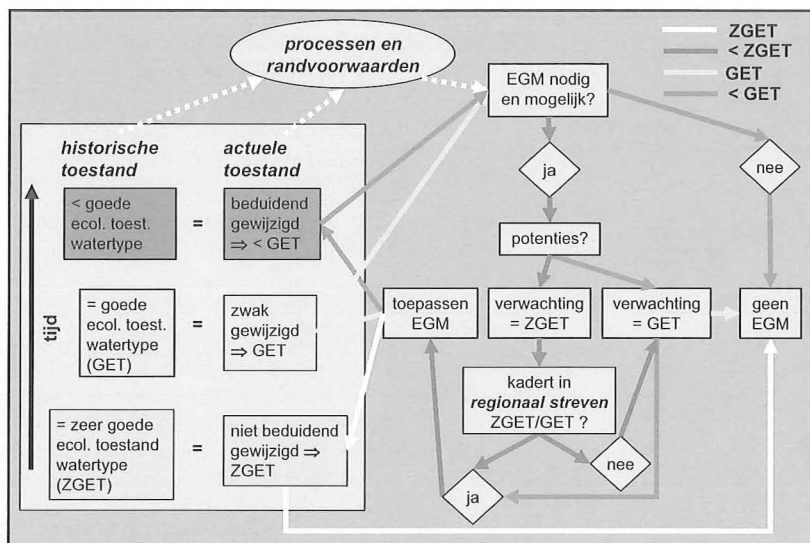 processen en
randvoorwaarden
ZGET
< ZGET
GET
< GET
EGM nodig
en mogelijk?
historische
toestand
actuele
toestand
ja
nee
< goede
ecol. toest.
watertype
=
beduidend
gewijzigd
⇒ < GET
potenties?
tijd
= goede
ecol. toest.
watertype
(GET)
=
zwak
gewijzigd
⇒ GET
toepassen
EGM
verwachting
= ZGET
verwachting
= GET
geen
EGM
kadert in
regionaal streven
ZGET/GET ?
= zeer goede
ecol. toestand
watertype
(ZGET)
=
niet beduidend
gewijzigd ⇒
ZGET
nee
ja